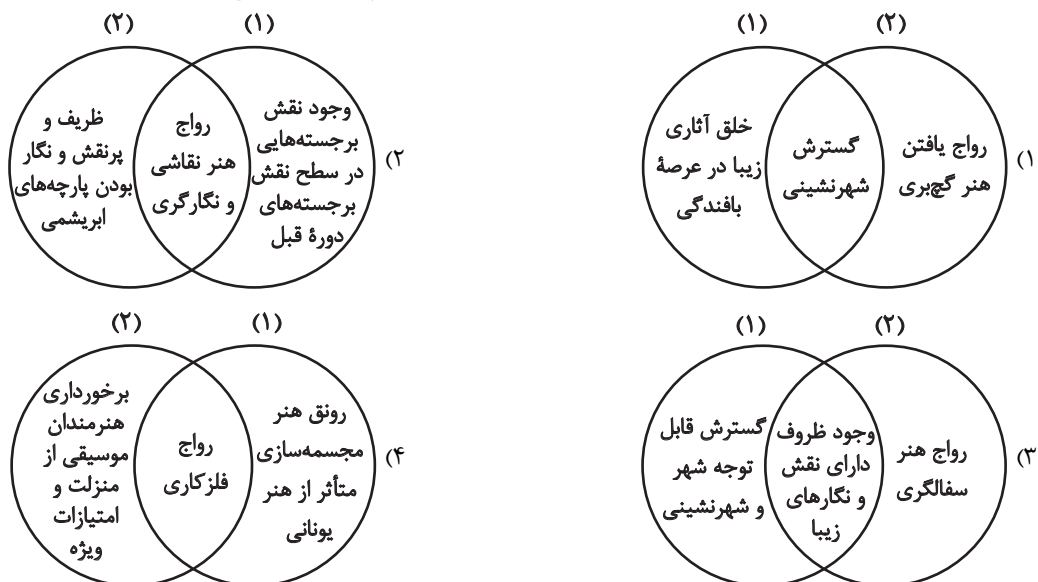 (۱) (۲)
۱)
رواج یافتن
هنر گچ‌بری
گسترش
شهرنشینی
خلق آثاری
زیبا در عرصهٔ
بافندگی
(۱) (۲)
۲)
وجود نقش
برجسته‌هایی
در سطح نقش
برجسته‌های
دورهٔ قبل
رواج
هنر نقاشی
و نگارگری
ظریف و
پرنقش و نگار
بودن پارچه‌های
ابریشمی
(۱) (۲)
۳)
رواج هنر
سفالگری
وجود ظروف
دارای نقش
و نگارهای
زیبا
گسترش قابل
توجه شهر
و شهرنشینی
(۱) (۲)
۴)
رونق هنر
مجسمه‌سازی
متأثر از هنر
یونانی
رواج
فلزکاری
برخورداری
هنرمندان
موسیقی از
منزلت و
امتیازات
ویژه